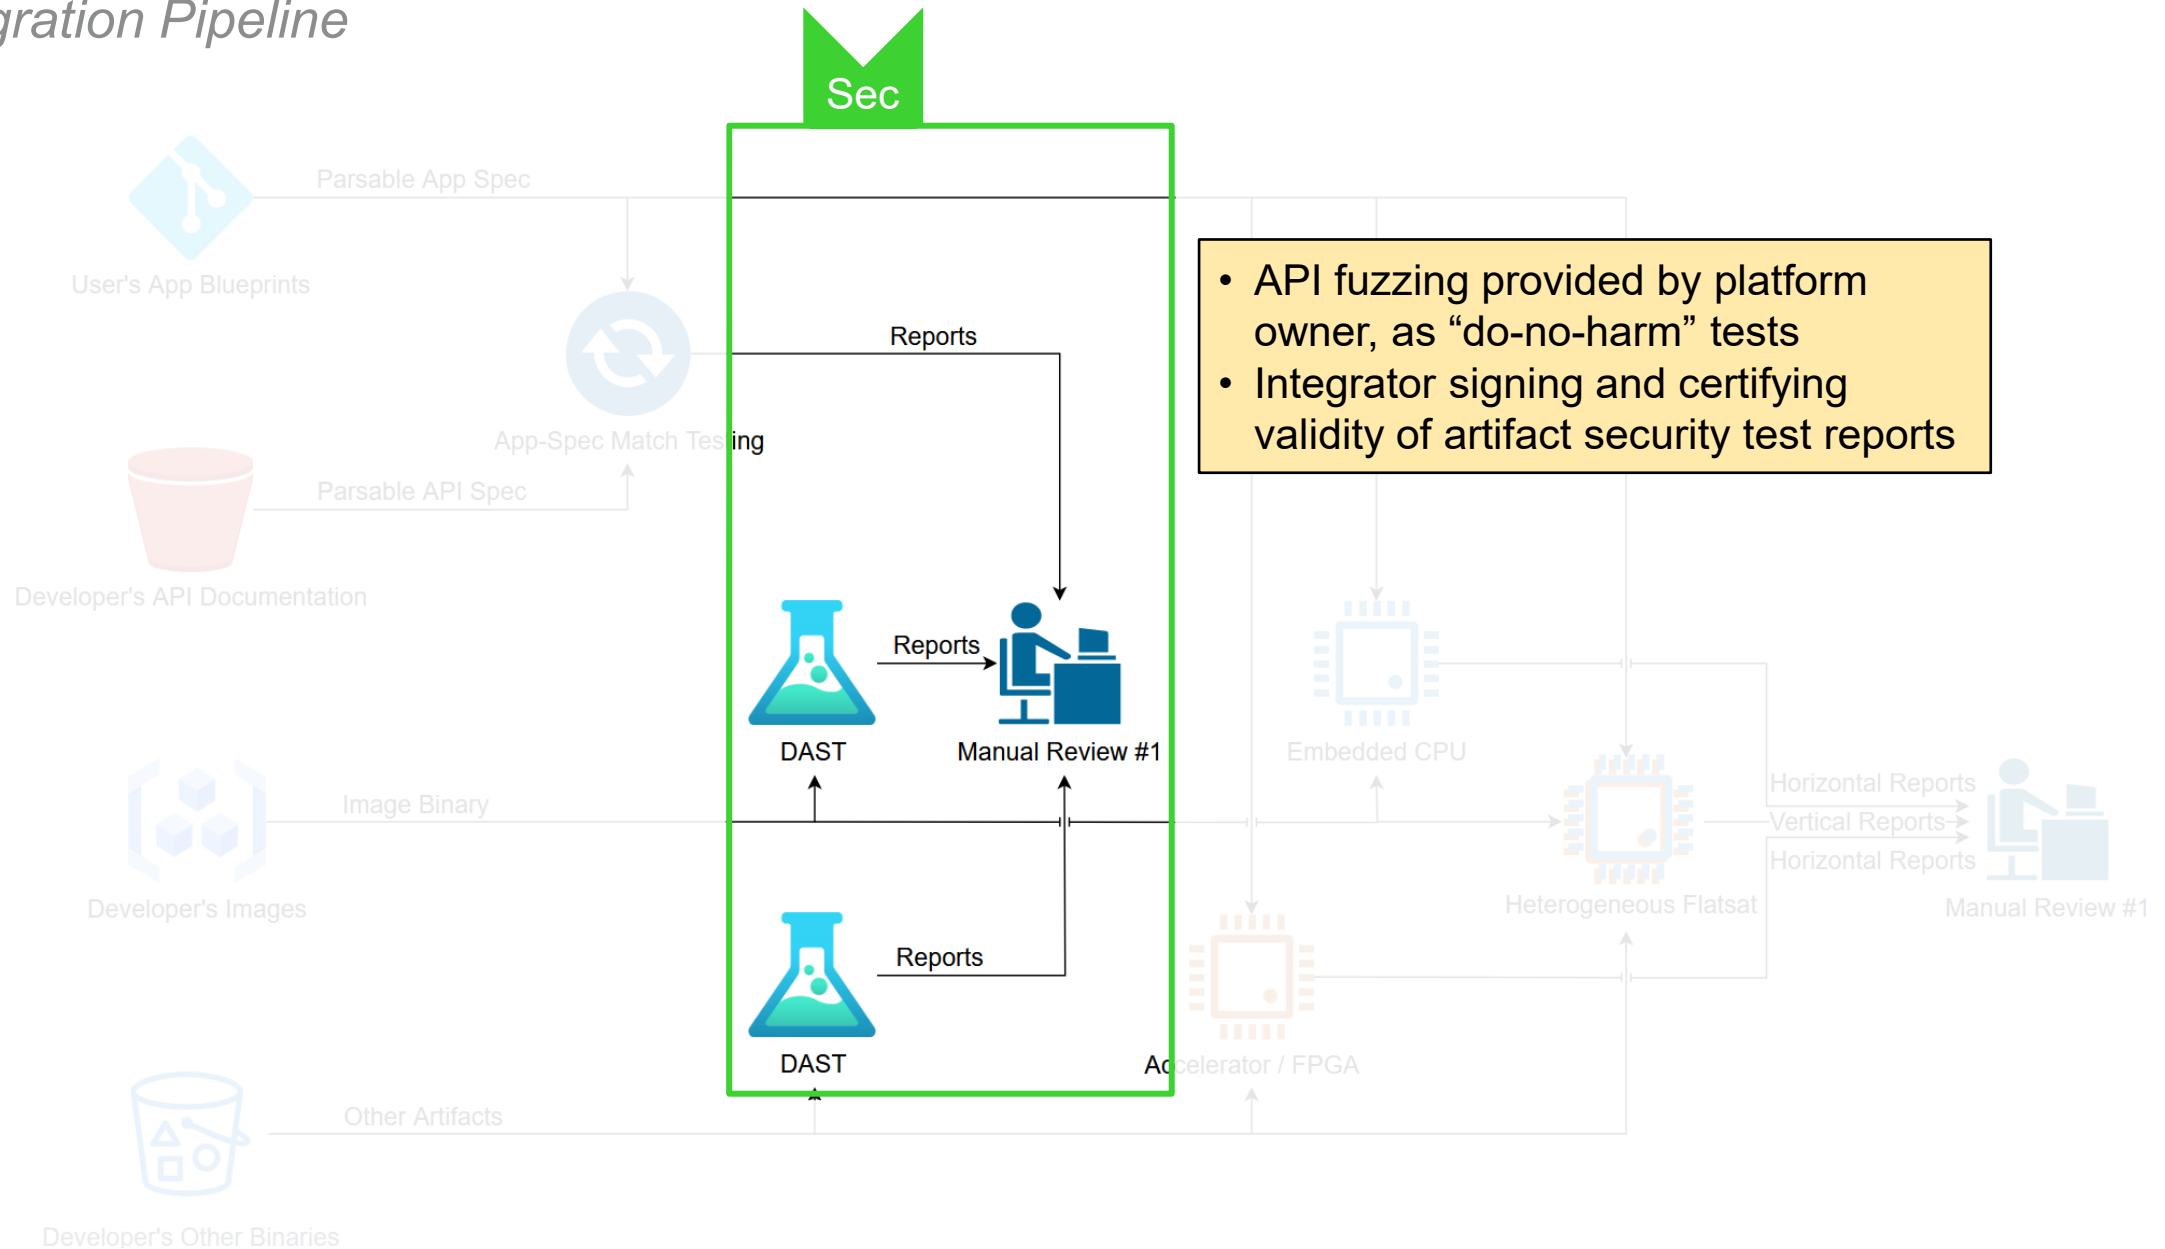 gration Pipeline
Sec
Parsable App Spec
User's App Blueprints
• API fuzzing provided by platform
owner, as “do-no-harm” tests
• Integrator signing and certifying
validity of artifact security test reports
Reports
App-Spec Match Testing
Parsable API Spec
Developer's API Documentation
Reports
DAST
Manual Review #1
Embedded CPU
Image Binary
Horizontal Reports
Vertical Reports
Horizontal Reports
Developer's Images
Heterogeneous Flatsat
Manual Review #1
Reports
DAST
Accelerator / FPGA
Other Artifacts
Developer's Other Binaries